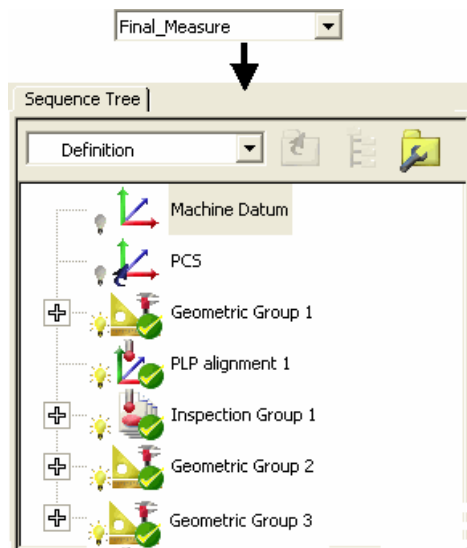 Final_Measure
Sequence Tree
Definition
Machine Datum
PCS
Geometric Group 1
PLP alignment 1
Inspection Group 1
Geometric Group 2
Geometric Group 3